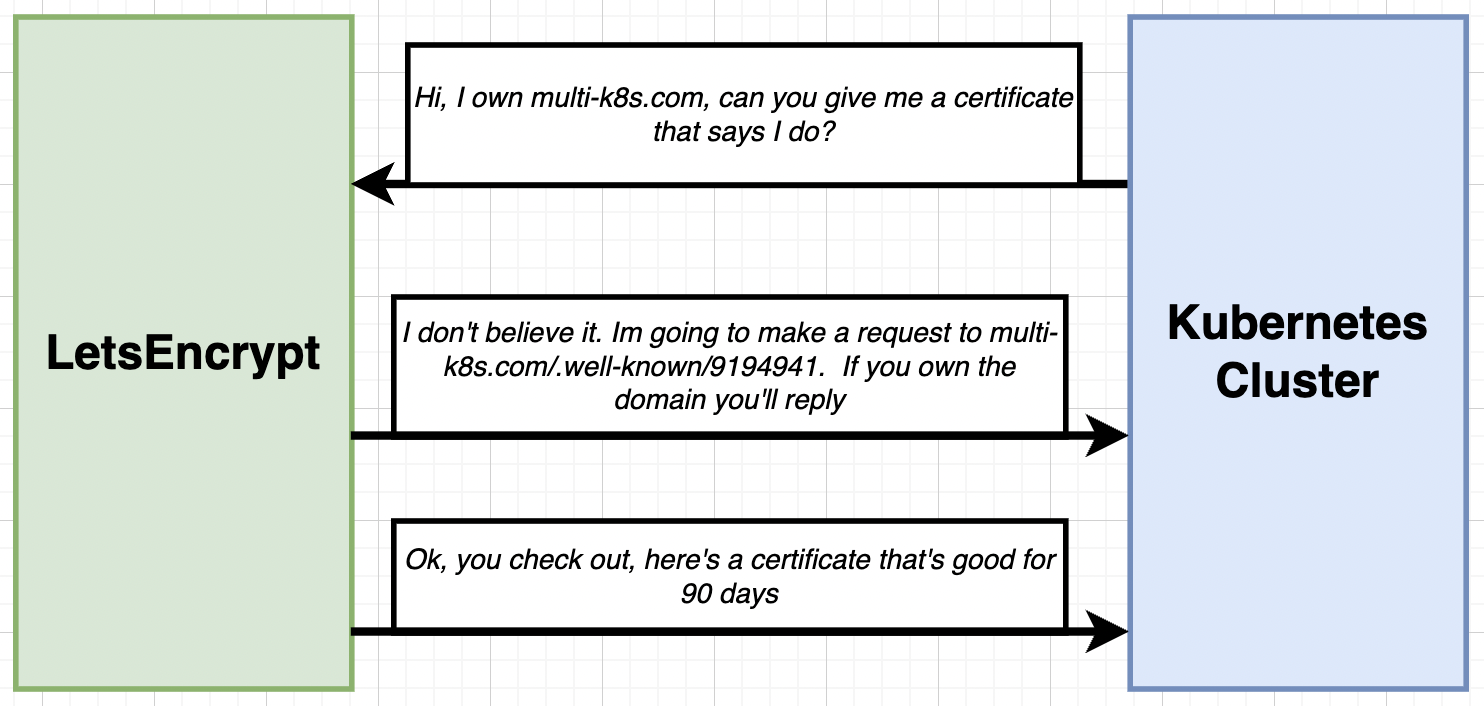 Hi, I own multi-k8s.com, can you give me a certificate
that says I do?
I don't believe it. Im going to make a request to multi-
k8s.com/.well-known/9194941.  If you own the
domain you'll reply
LetsEncrypt
Kubernetes
Cluster
Ok, you check out, here's a certificate that's good for
90 days